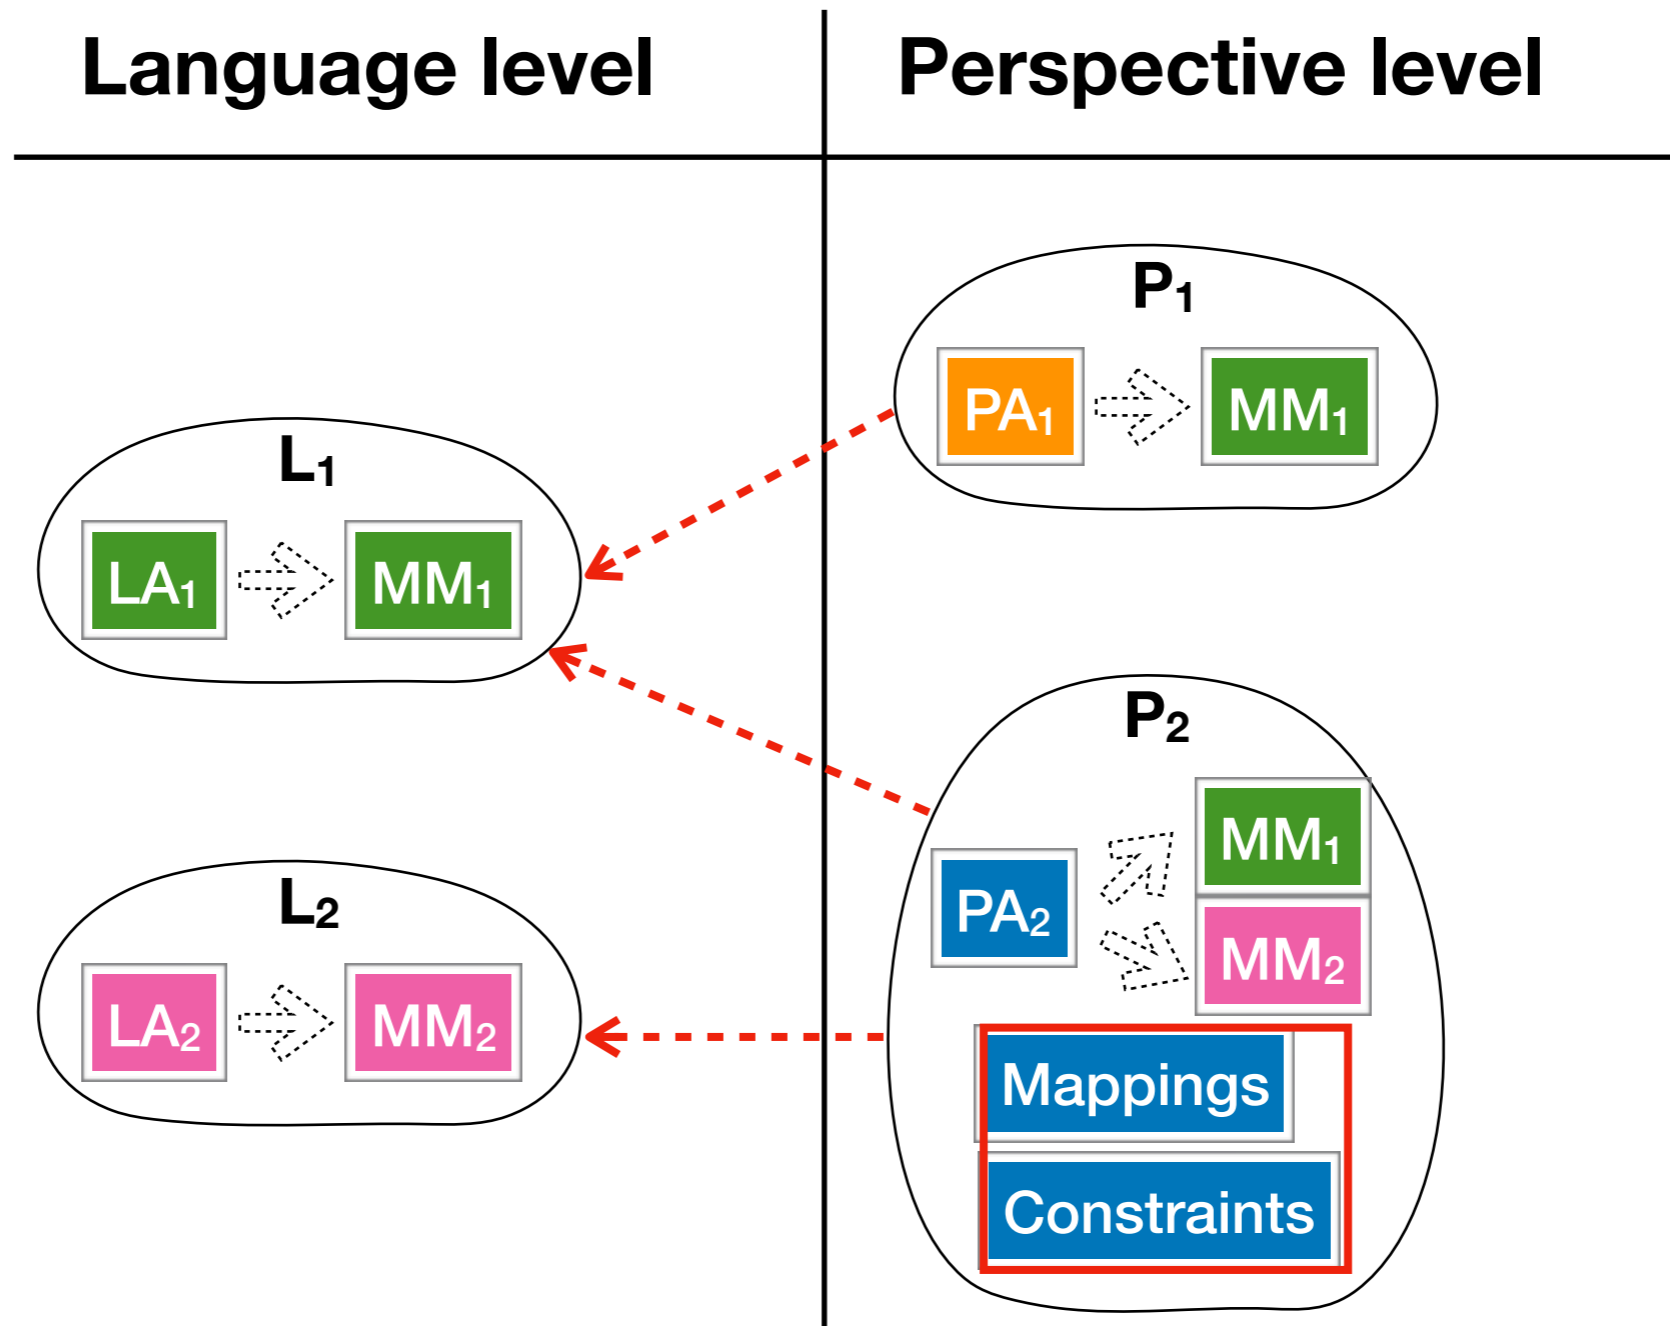 Language level
Perspective level
L₁
LA₁
MM₁
L₂
LA₂
MM₂
P₁
PA₁
MM₁
P₂
PA₂
MM₁
MM₂
Mappings
Constraints